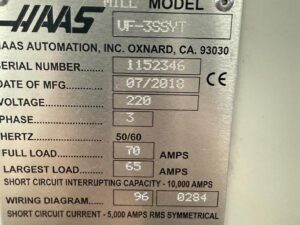 HAAS MILL MODEL VF-3SSYT
HAAS AUTOMATION, INC. OXNARD, CA. 93030
SERIAL NUMBER.... 1152346
DATE OF MFG.......... 07/2018 CE
VOLTAGE............... 220
PHASE................... 3
HERTZ 50/60
FULL LOAD............ 70 AMPS
LARGEST LOAD..... 65 AMPS
SHORT CIRCUIT INTERRUPTING CAPACITY - 10,000 AMPS
WIRING DIAGRAM..... 96 0284
SHORT CIRCUIT CURRENT - 5,000 AMPS RMS SYMMETRICAL